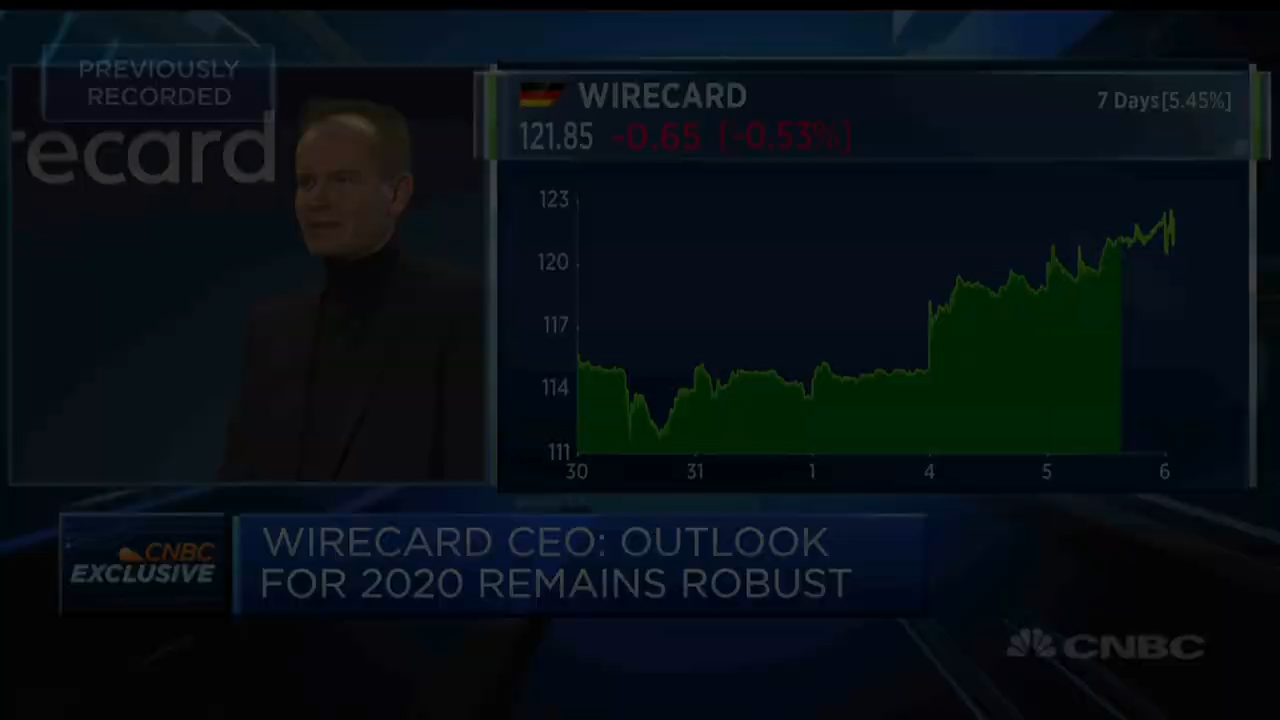 PREVIOUSLY
RECORDED
recard
WIRECARD
7 Days[5.45%]
121.85 -0.65 [-0.53%]
123
120
117
114
111
30 31 1 4 5 6
CNBC
EXCLUSIVE
WIRECARD CEO: OUTLOOK
FOR 2020 REMAINS ROBUST
CNBC